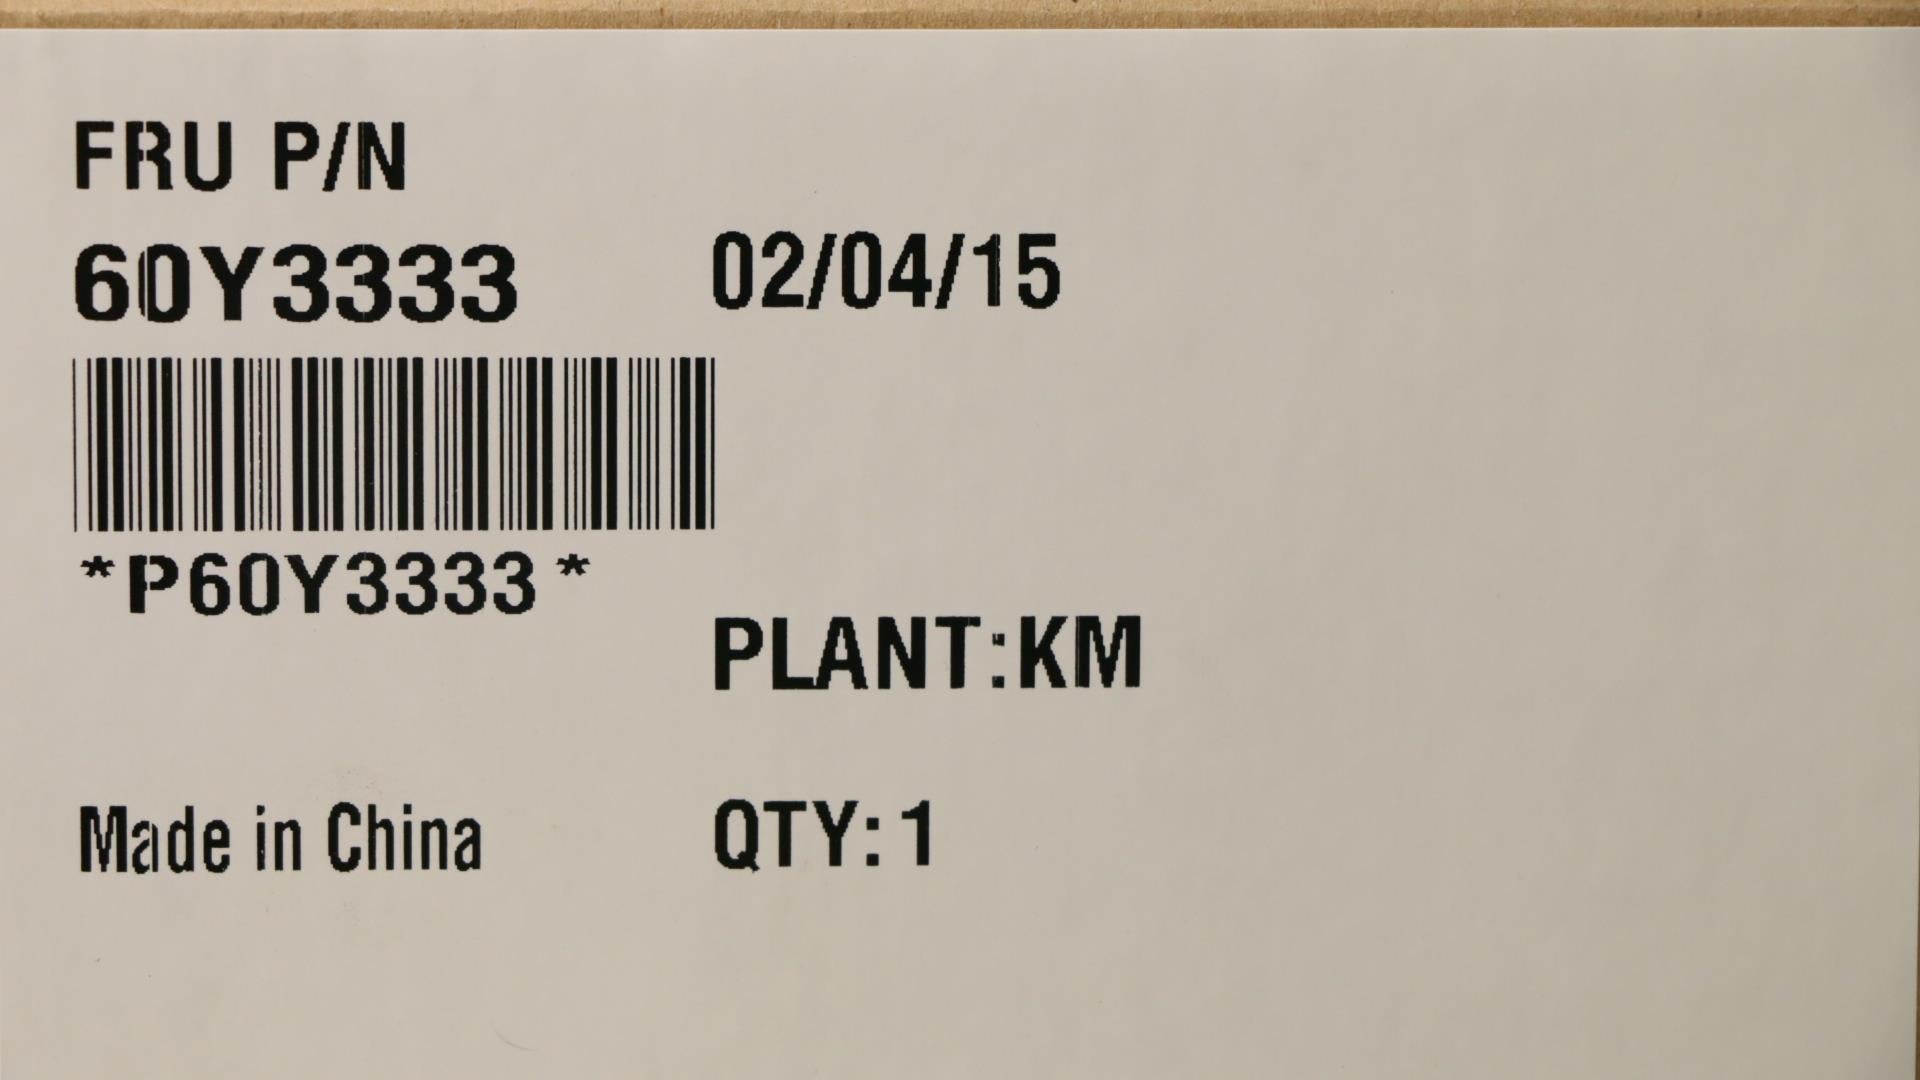 FRU P/N
60Y3333
02/04/15
*P60Y3333*
PLANT:KM
Made in China
QTY: 1